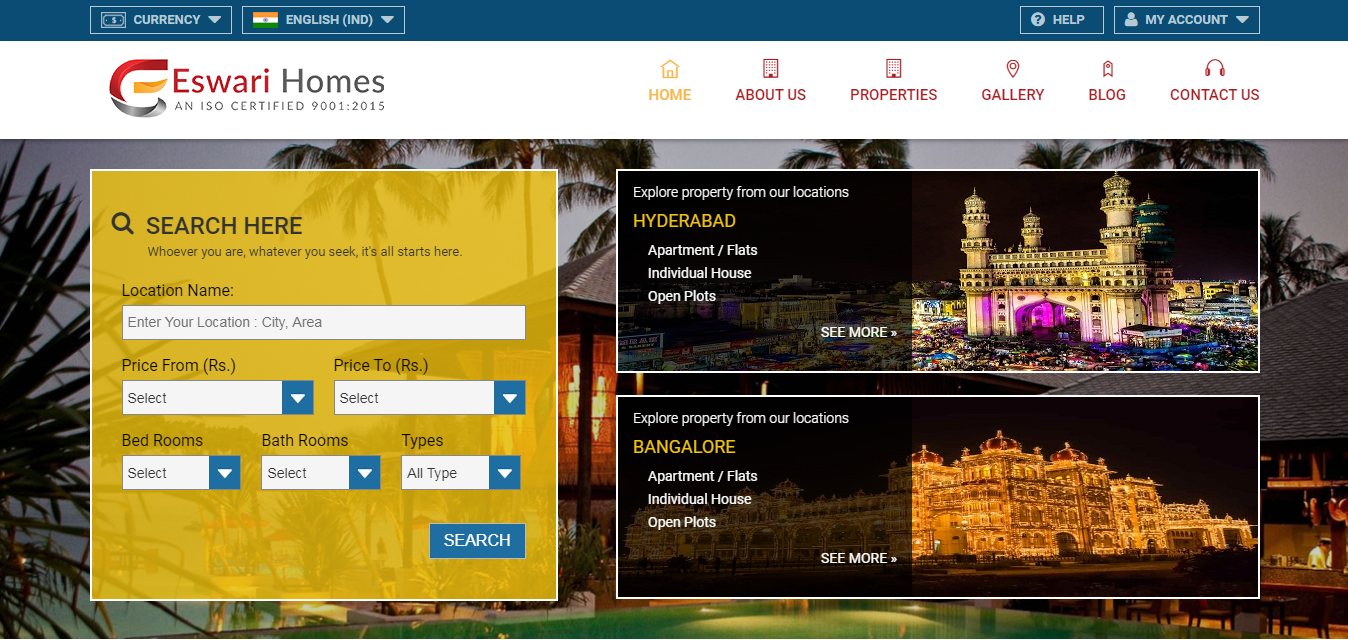 CURRENCY
ENGLISH (IND)
HELP
MY ACCOUNT
Eswari Homes
AN ISO CERTIFIED 9001:2015
HOME
ABOUT US
PROPERTIES
GALLERY
BLOG
CONTACT US
SEARCH HERE
Whoever you are, whatever you seek, it's all starts here.
Location Name:
Enter Your Location : City, Area
Price From (Rs.)
Price To (Rs.)
Select
Select
Bed Rooms
Bath Rooms
Types
Select
Select
All Type
SEARCH
Explore property from our locations
HYDERABAD
Apartment / Flats
Individual House
Open Plots
SEE MORE »
Explore property from our locations
BANGALORE
Apartment / Flats
Individual House
Open Plots
SEE MORE »